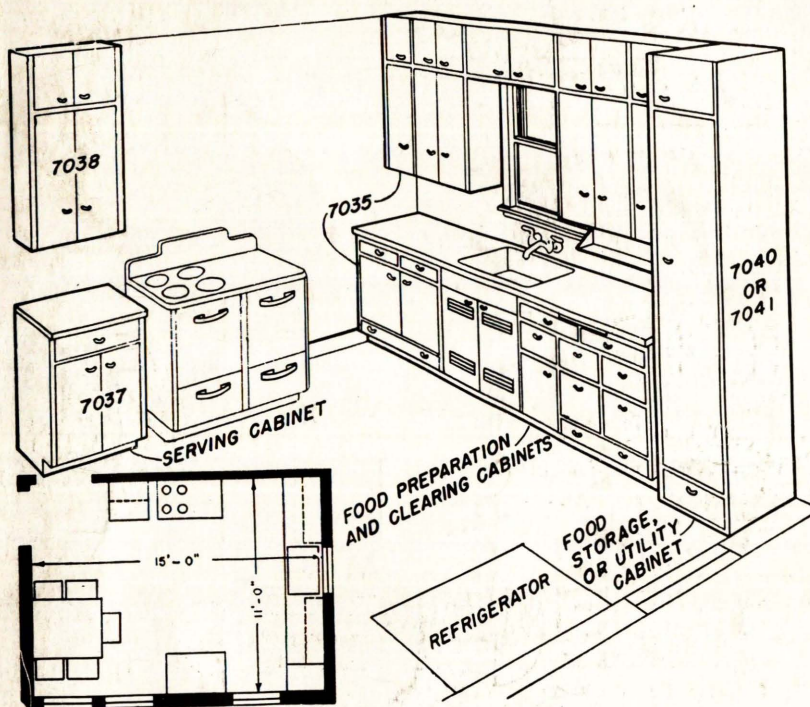 7038
7035
7040
OR
7041
7037
SERVING CABINET
FOOD PREPARATION
AND CLEARING CABINETS
FOOD
STORAGE,
OR UTILITY
CABINET
REFRIGERATOR
15'-0"
11'-0"